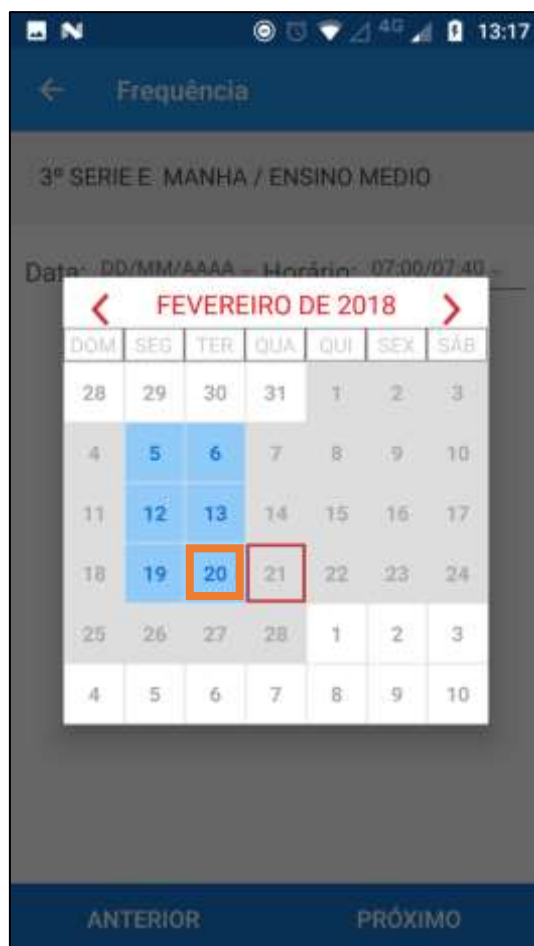 4G 13:17
Frequência
3º SERIE E MANHA / ENSINO MEDIO
Data: DD/MM/AAAA Horário: 07:00/07:40
FEVEREIRO DE 2018
DOM SEG TER QUA QUI SEX SÁB
28 29 30 31 1 2 3
4 5 6 7 8 9 10
11 12 13 14 15 16 17
18 19 20 21 22 23 24
25 26 27 28 1 2 3
4 5 6 7 8 9 10
ANTERIOR PRÓXIMO